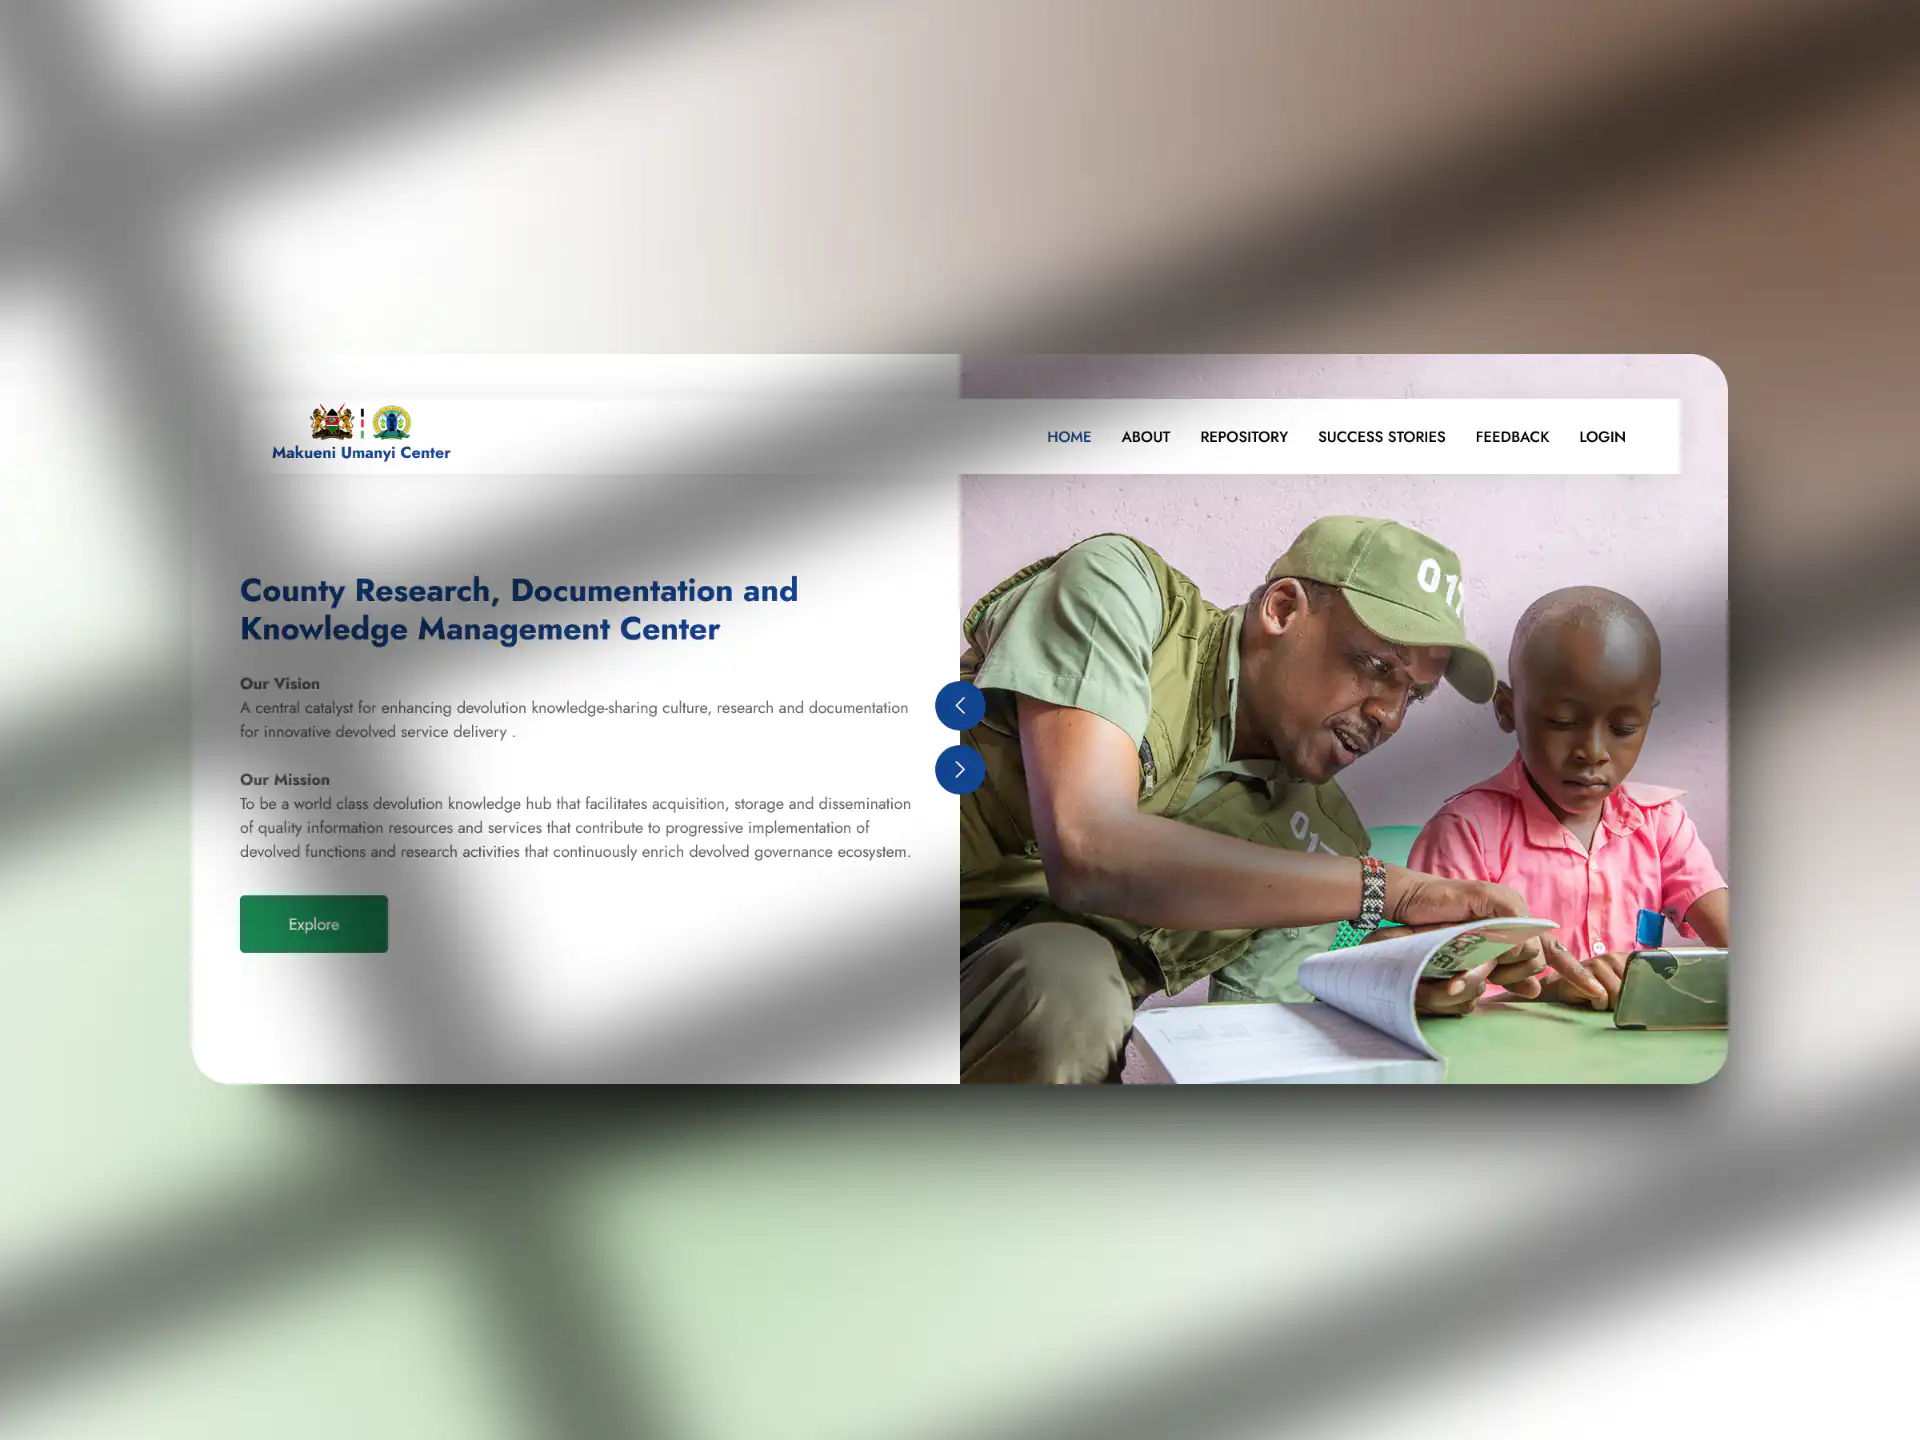 Makueni Umanyi Center
HOME ABOUT REPOSITORY SUCCESS STORIES FEEDBACK LOGIN
County Research, Documentation and
Knowledge Management Center
Our Vision
A central catalyst for enhancing devolution knowledge-sharing culture, research and documentation
for innovative devolved service delivery .
Our Mission
To be a world class devolution knowledge hub that facilitates acquisition, storage and dissemination
of quality information resources and services that contribute to progressive implementation of
devolved functions and research activities that continuously enrich devolved governance ecosystem.
Explore